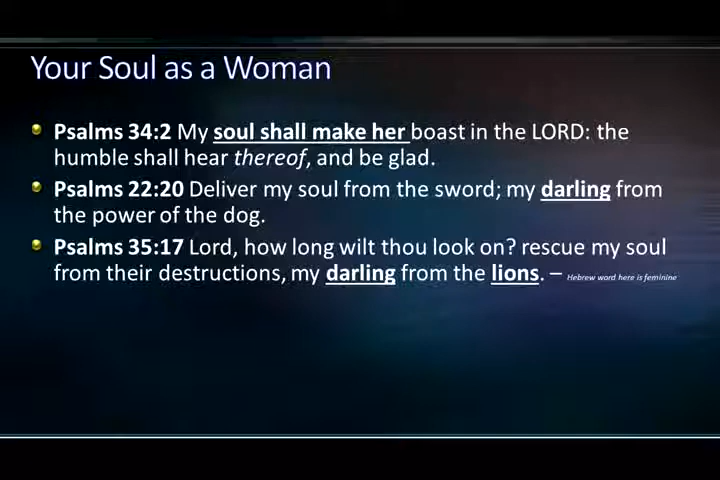 Your Soul as a Woman
Psalms 34:2 My soul shall make her boast in the LORD: the
humble shall hear thereof, and be glad.
Psalms 22:20 Deliver my soul from the sword; my darling from
the power of the dog.
Psalms 35:17 Lord, how long wilt thou look on? rescue my soul
from their destructions, my darling from the lions. – Hebrew word here is feminine